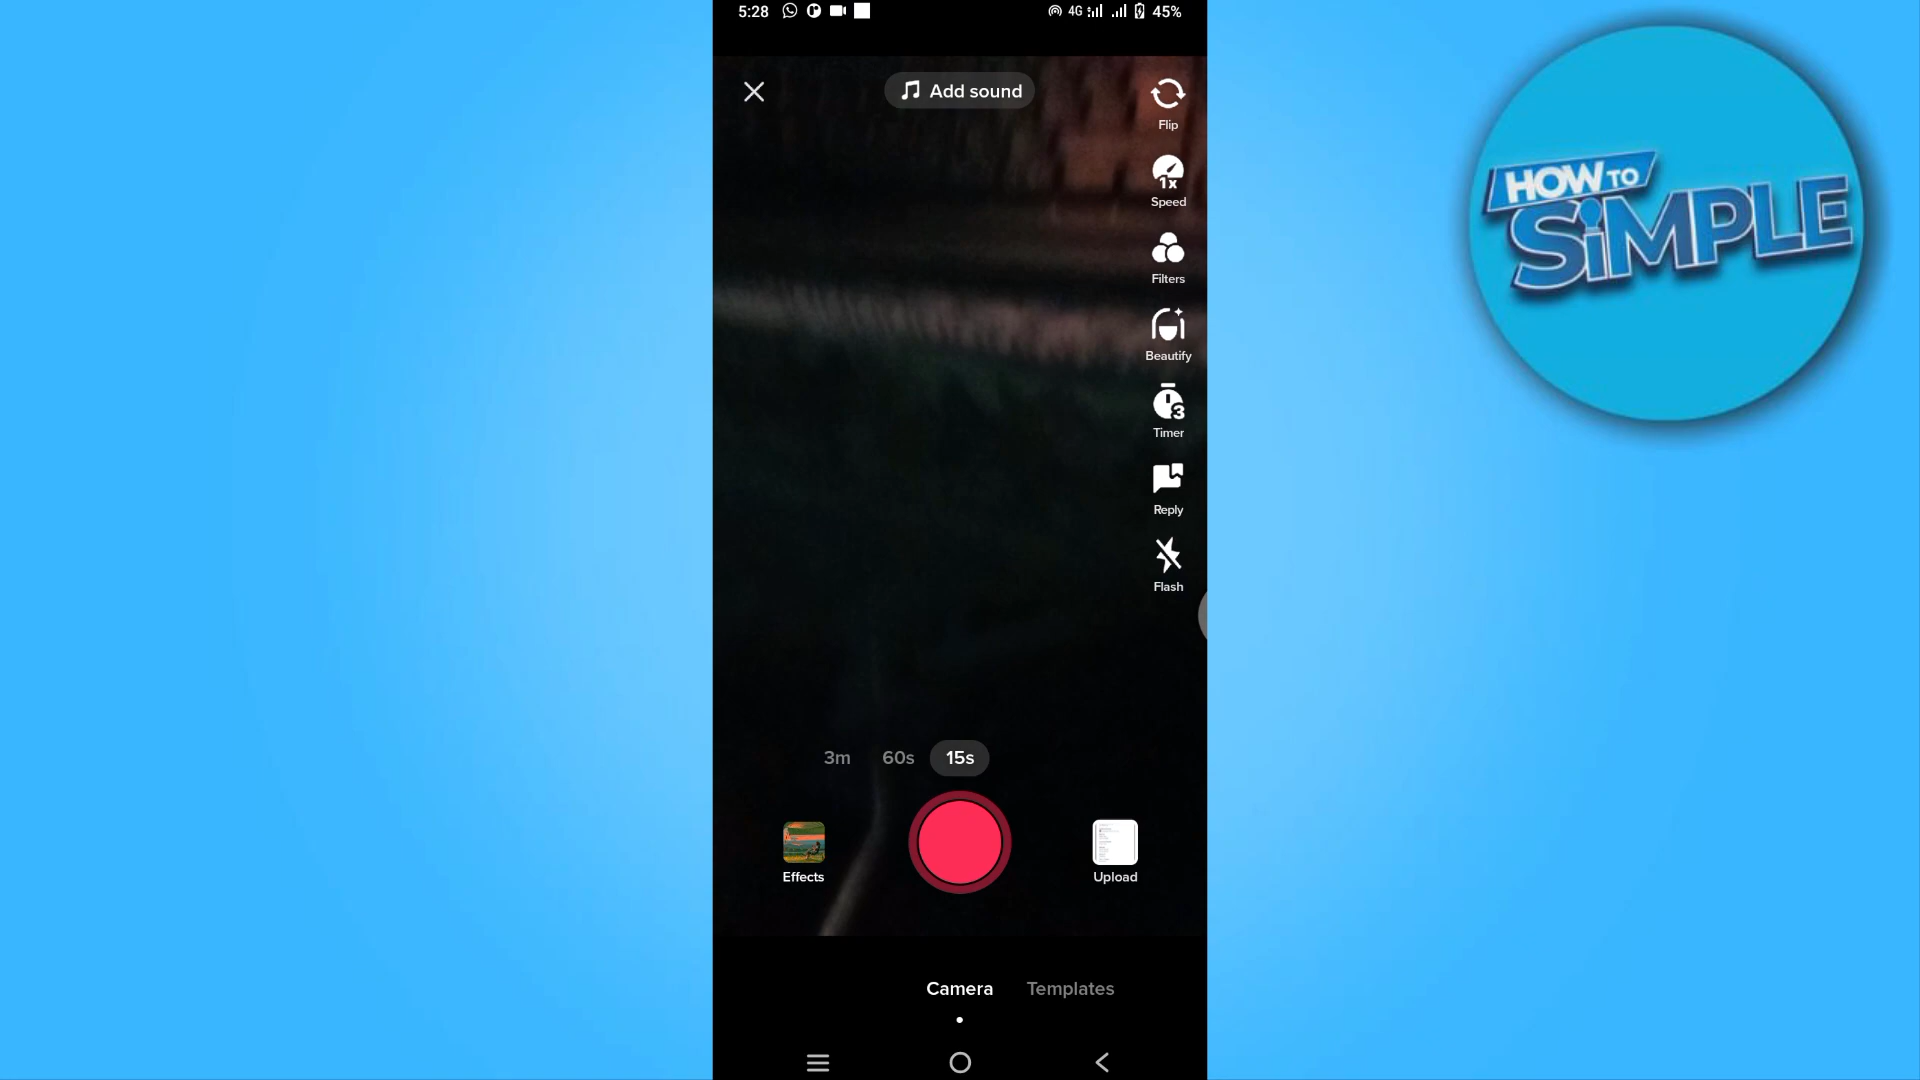 5:28
4G
45%
Add sound
Flip
1x
Speed
Filters
Beautify
3
Timer
Reply
Flash
3m 60s 15s
Effects
Upload
Camera Templates
HOW TO
SiMPLE